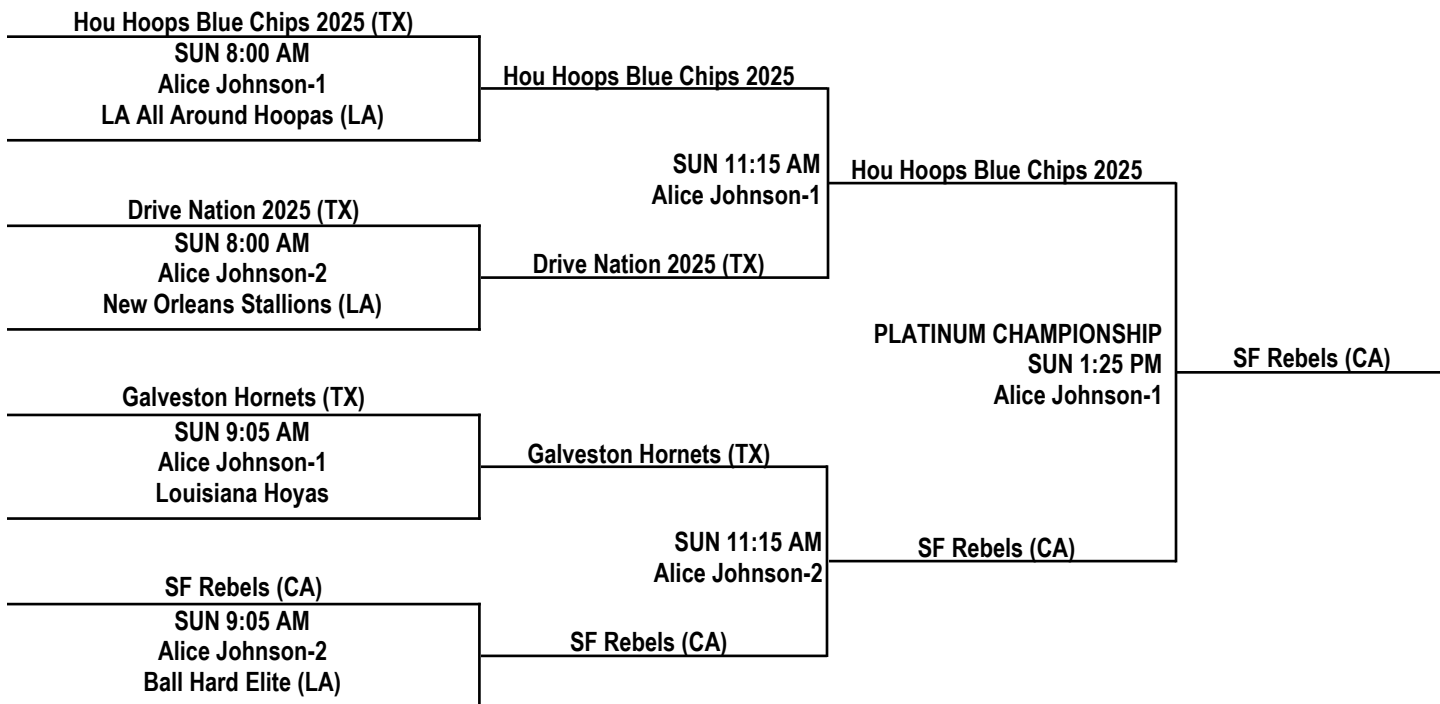 Hou Hoops Blue Chips 2025 (TX)
SUN 8:00 AM
Alice Johnson-1
LA All Around Hoopas (LA)
Hou Hoops Blue Chips 2025
SUN 11:15 AM
Alice Johnson-1
Hou Hoops Blue Chips 2025
Drive Nation 2025 (TX)
SUN 8:00 AM
Alice Johnson-2
New Orleans Stallions (LA)
Drive Nation 2025 (TX)
PLATINUM CHAMPIONSHIP
SUN 1:25 PM
Alice Johnson-1
SF Rebels (CA)
Galveston Hornets (TX)
SUN 9:05 AM
Alice Johnson-1
Louisiana Hoyas
Galveston Hornets (TX)
SUN 11:15 AM
Alice Johnson-2
SF Rebels (CA)
SF Rebels (CA)
SUN 9:05 AM
Alice Johnson-2
Ball Hard Elite (LA)
SF Rebels (CA)